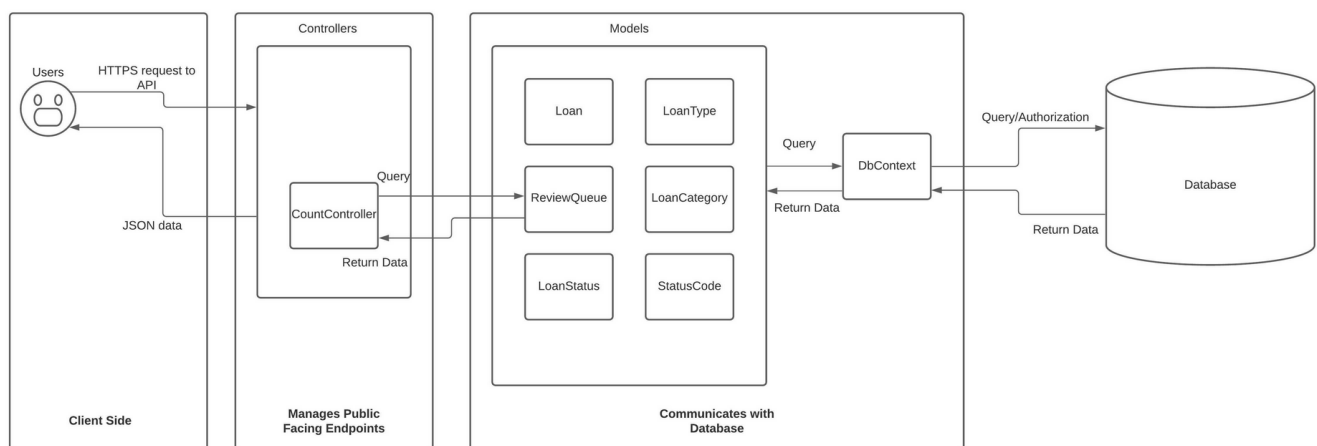 Controllers
Models
Users
HTTPS request to
API
JSON data
Query
CountController
Return Data
Loan
LoanType
ReviewQueue
LoanCategory
LoanStatus
StatusCode
Query
Return Data
DbContext
Query/Authorization
Return Data
Database
Client Side
Manages Public
Facing Endpoints
Communicates with
Database